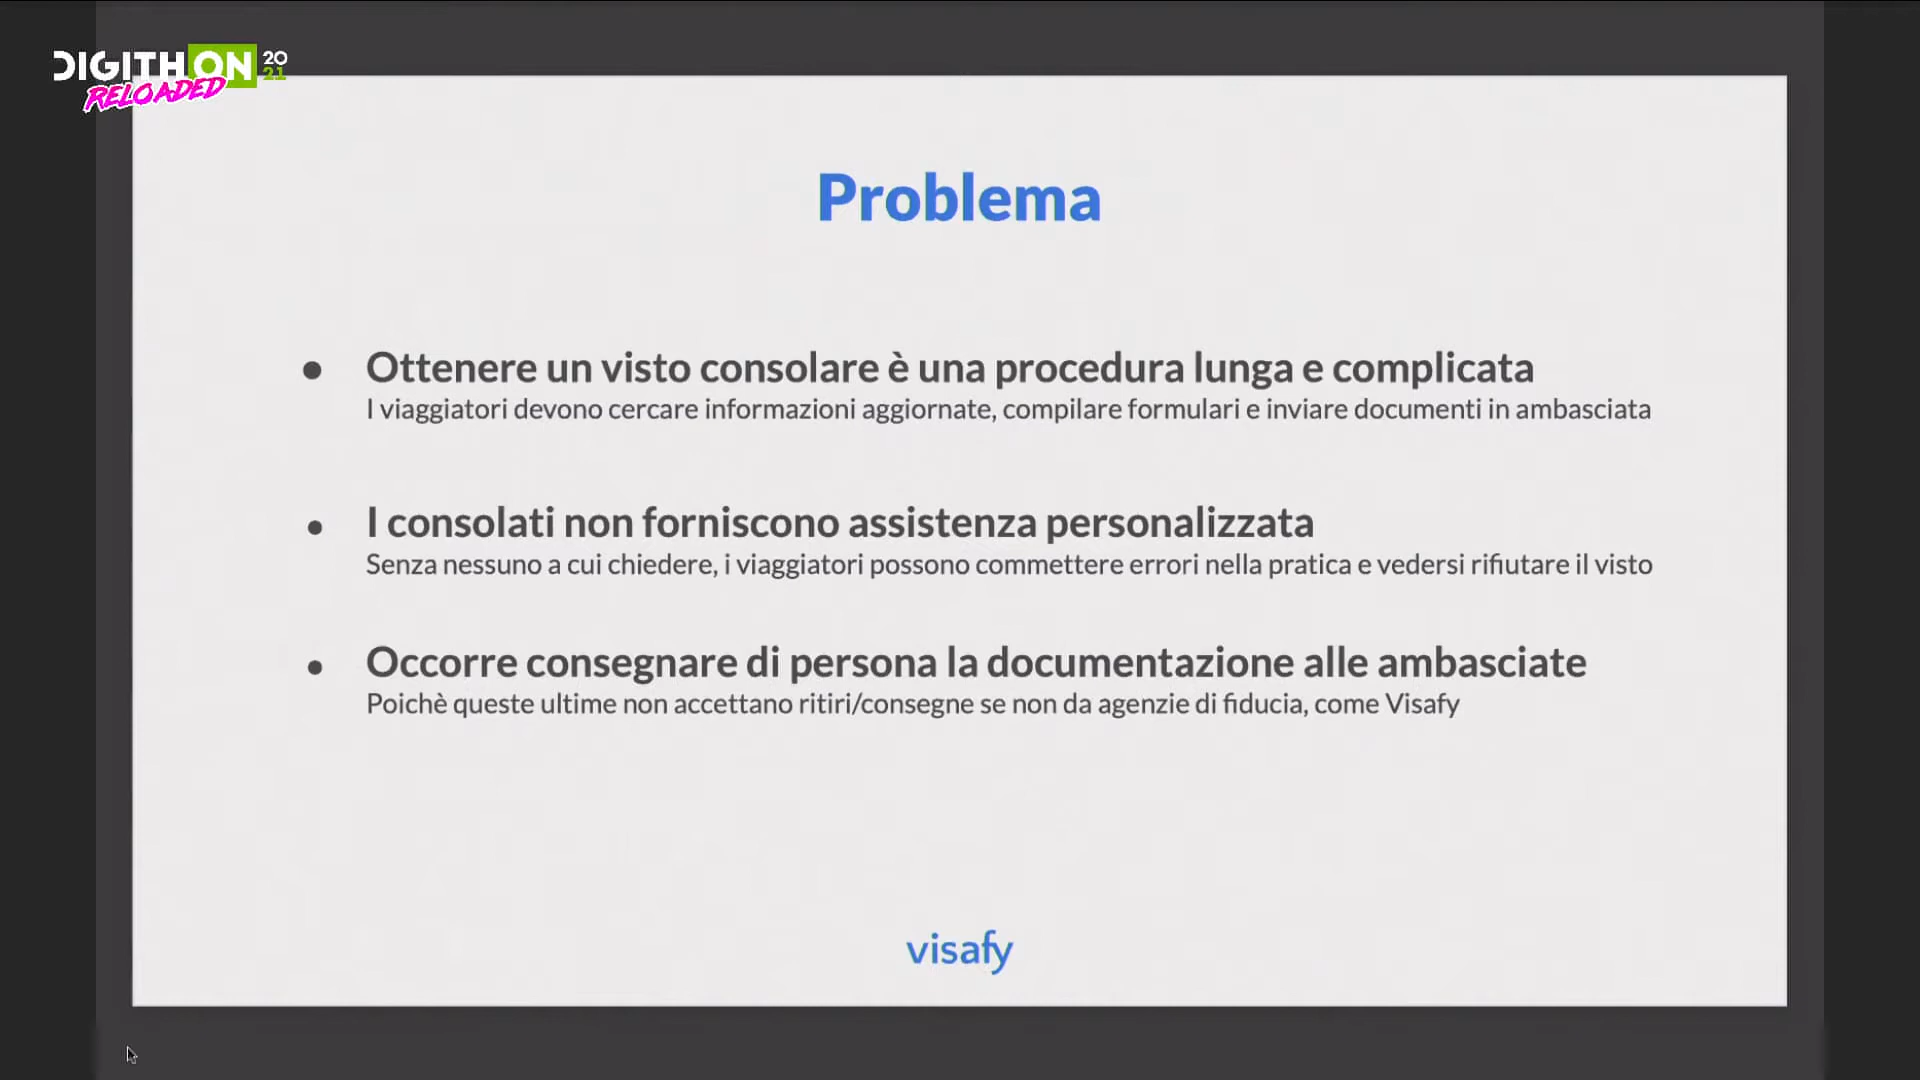 DIGITHON 2021
RELOADED
Problema
● Ottenere un visto consolare è una procedura lunga e complicata
I viaggiatori devono cercare informazioni aggiornate, compilare formulari e inviare documenti in ambasciata
● I consolati non forniscono assistenza personalizzata
Senza nessuno a cui chiedere, i viaggiatori possono commettere errori nella pratica e vedersi rifiutare il visto
● Occorre consegnare di persona la documentazione alle ambasciate
Poichè queste ultime non accettano ritiri/consegne se non da agenzie di fiducia, come Visafy
visafy